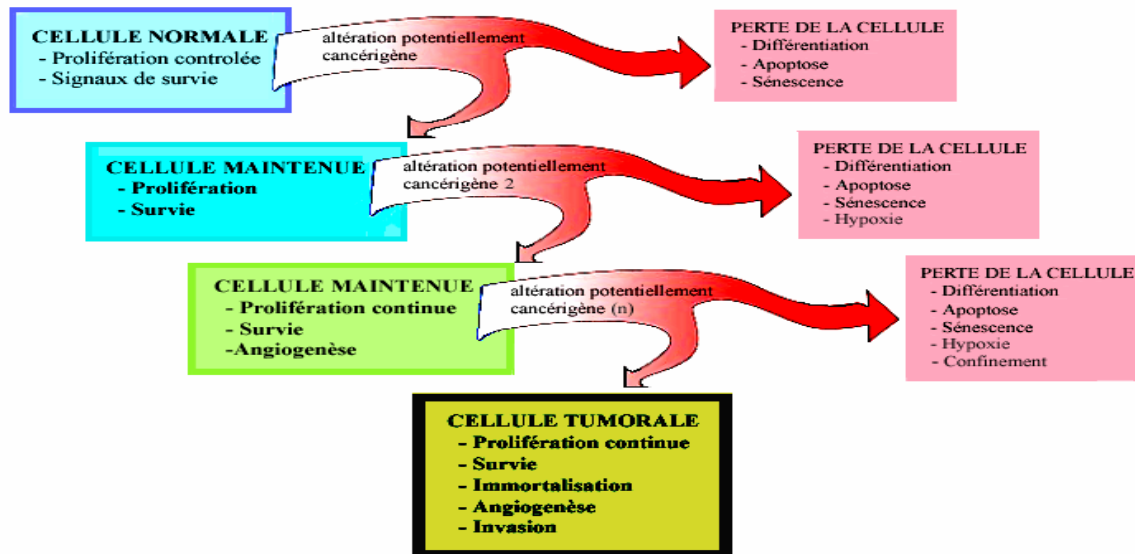 CELLULE NORMALE
- Prolifération controlée
- Signaux de survie
altération potentiellement
cancérigène
PERTE DE LA CELLULE
- Différentiation
- Apoptose
- Sénescence
CELLULE MAINTENUE
- Prolifération
- Survie
altération potentiellement
cancérigène 2
PERTE DE LA CELLULE
- Différentiation
- Apoptose
- Sénescence
- Hypoxie
CELLULE MAINTENUE
- Prolifération continue
- Survie
-Angiogenèse
altération potentiellement
cancérigène (n)
PERTE DE LA CELLULE
- Différentiation
- Apoptose
- Sénescence
- Hypoxie
- Confinement
CELLULE TUMORALE
- Prolifération continue
- Survie
- Immortalisation
- Angiogenèse
- Invasion